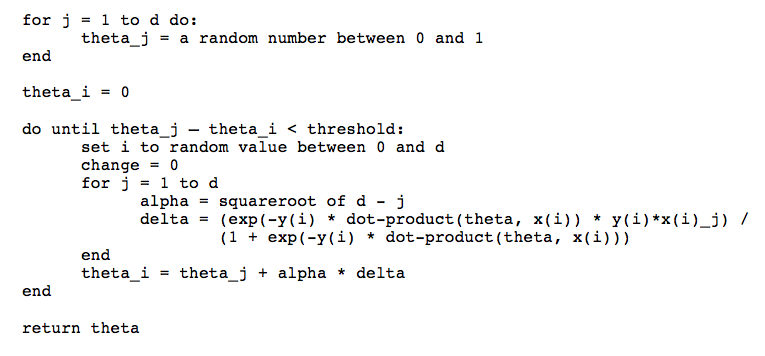 for j = 1 to d do:
theta_j = a random number between 0 and 1
end
theta_i = 0
do until theta_j – theta_i < threshold:
set i to random value between 0 and d
change = 0
for j = 1 to d
alpha = squareroot of d - j
delta = (exp(-y(i) * dot-product(theta, x(i)) * y(i)*x(i)_j) /
(1 + exp(-y(i) * dot-product(theta, x(i)))
end
theta_i = theta_j + alpha * delta
end
return theta